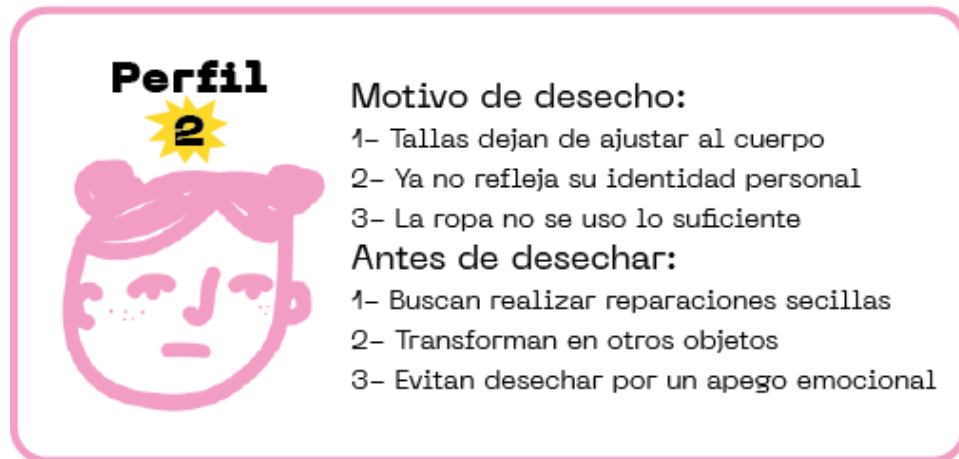 Perfil
2
Motivo de desecho:
1- Tallas dejan de ajustar al cuerpo
2- Ya no refleja su identidad personal
3- La ropa no se uso lo suficiente
Antes de desechar:
1- Buscan realizar reparaciones secillas
2- Transforman en otros objetos
3- Evitan desechar por un apego emocional